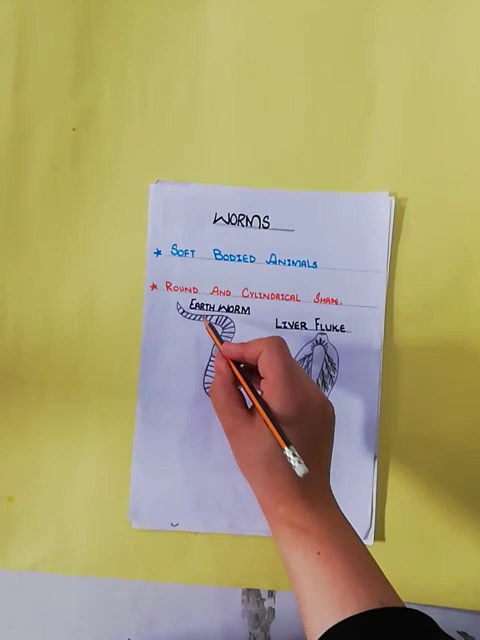 WORMS
* SOFT BODIED ANIMALS
* ROUND AND CYLINDRICAL SHAPE.
EARTH WORM
LIVER FLUKE